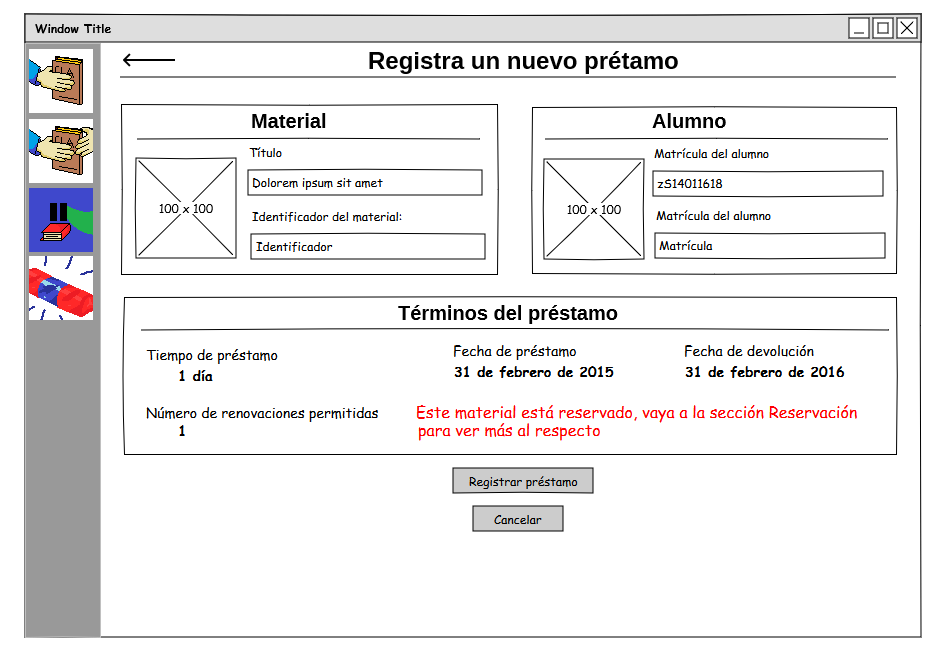 Window Title
Registra un nuevo prétamo
Material
Título
100 x 100
Dolorem ipsum sit amet
Identificador del material:
Identificador
Alumno
Matrícula del alumno
100 x 100
zS14011618
Matrícula del alumno
Matrícula
Términos del préstamo
Tiempo de préstamo
1 día
Fecha de préstamo
31 de febrero de 2015
Fecha de devolución
31 de febrero de 2016
Número de renovaciones permitidas
1
Este material está reservado, vaya a la sección Reservación
para ver más al respecto
Registrar préstamo
Cancelar